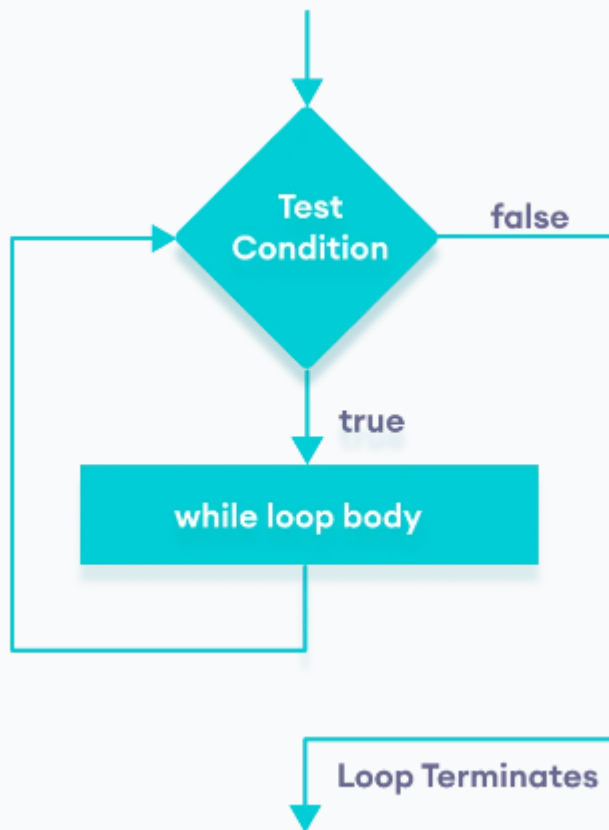 Test
Condition
false
true
while loop body
Loop Terminates